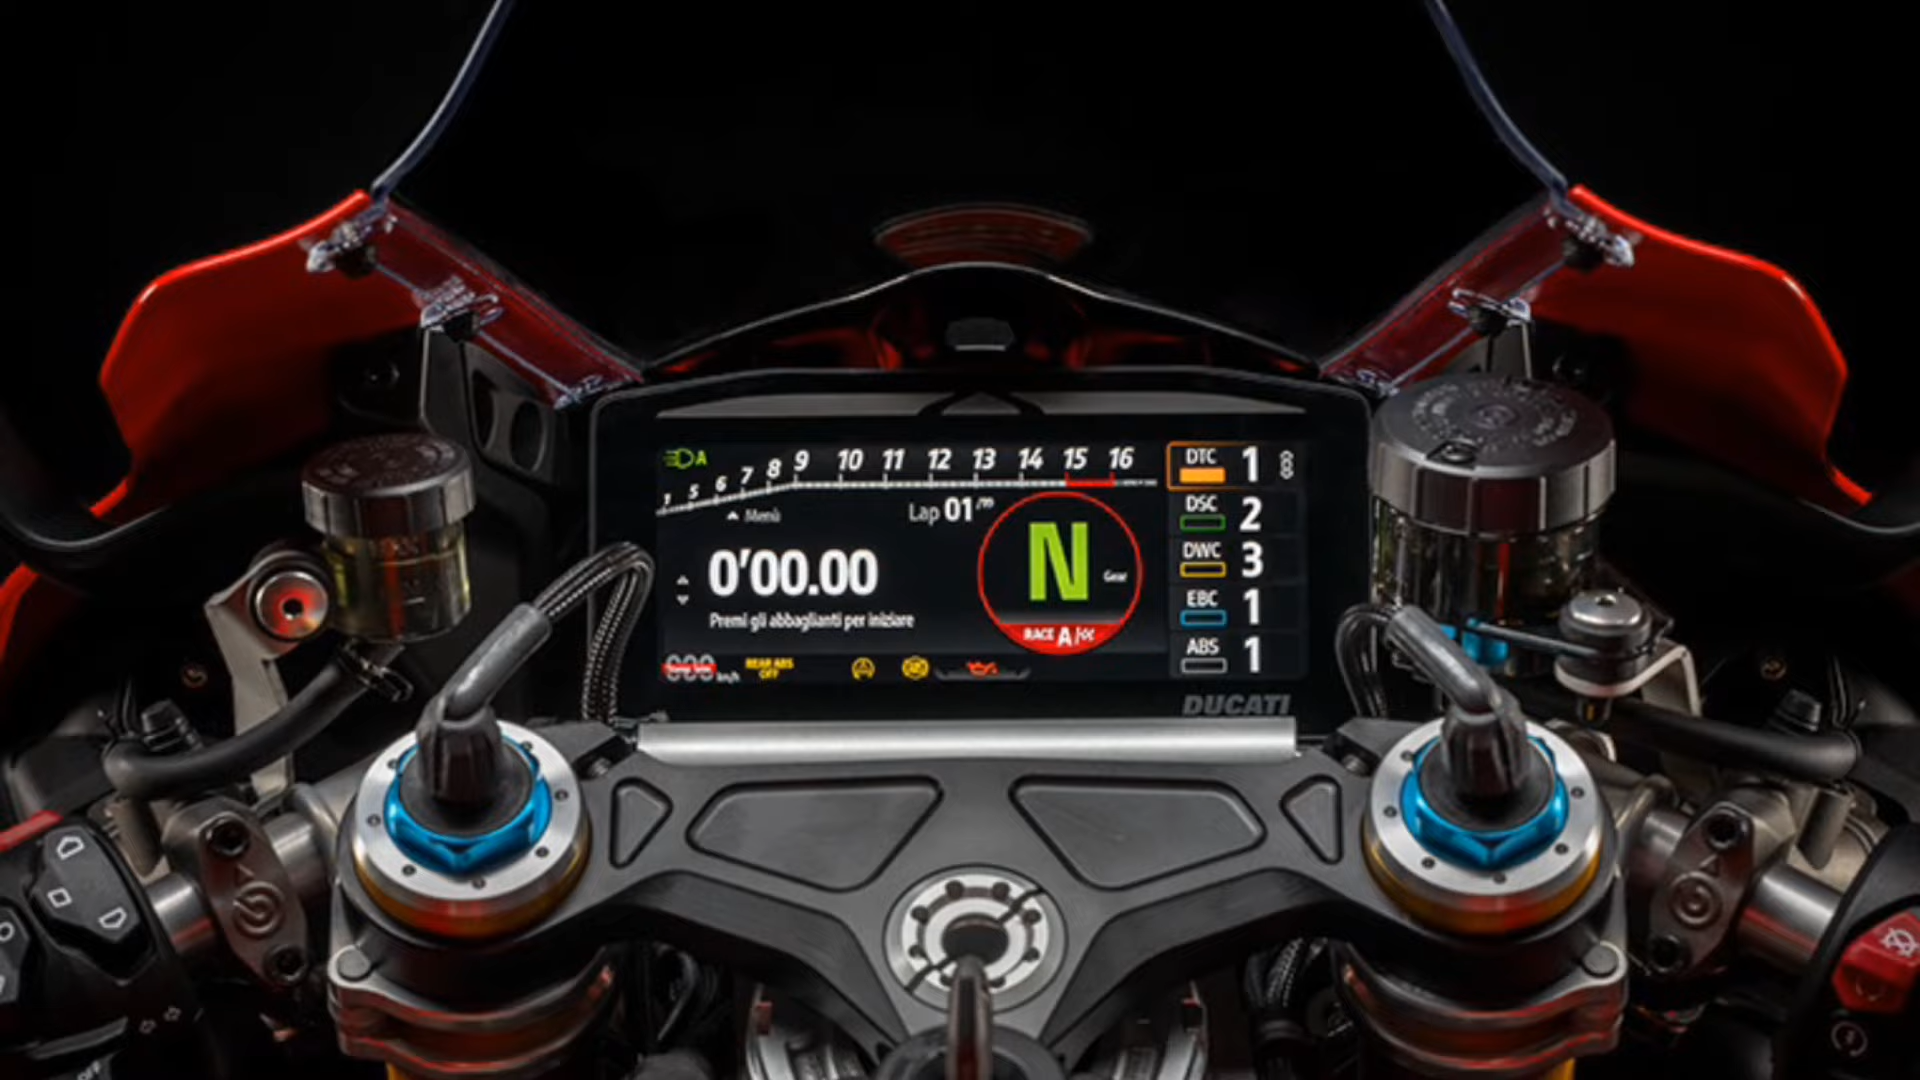 A
1 5 6 7 8 9 10 11 12 13 14 15 16
Menù
Lap 01
0'00.00
Premi gli abbaglianti per iniziare
N
Gear
RACE A
km/h
REAR ABS
OFF
DTC 1
DSC 2
DWC 3
EBC 1
ABS 1
DUCATI
OFF